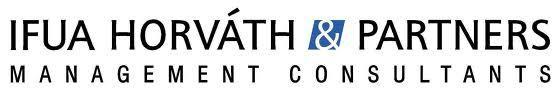 IFUA HORVÁTH & PARTNERS
MANAGEMENT CONSULTANTS